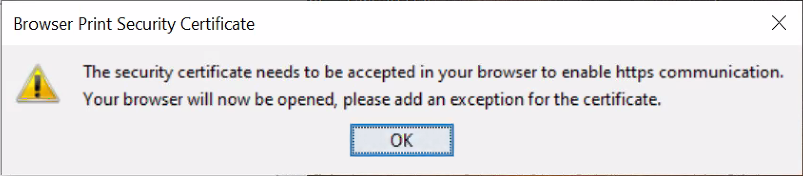 Browser Print Security Certificate
The security certificate needs to be accepted in your browser to enable https communication.
Your browser will now be opened, please add an exception for the certificate.
OK